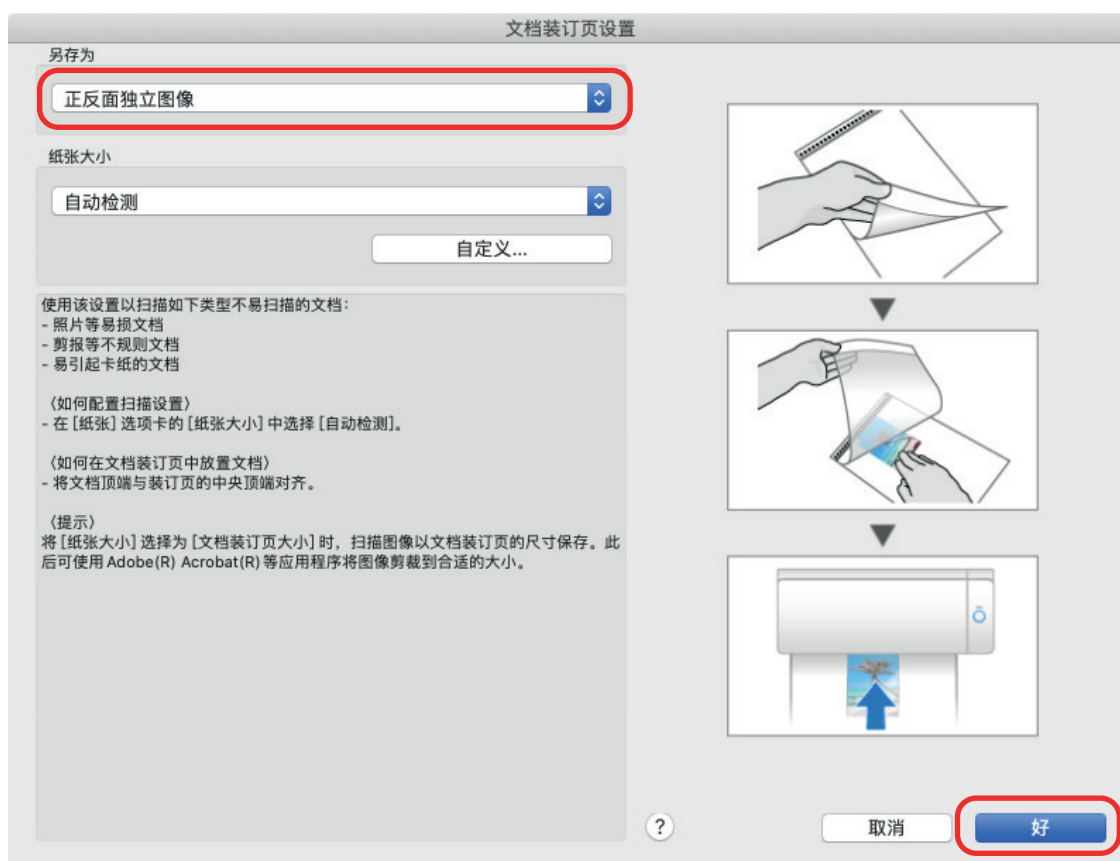 文档装订页设置
另存为
正反面独立图像
纸张大小
自动检测
自定义...
使用该设置以扫描如下类型不易扫描的文档:
- 照片等易损文档
- 剪报等不规则文档
- 易引起卡纸的文档
〈如何配置扫描设置〉
- 在 [纸张] 选项卡的 [纸张大小] 中选择 [自动检测]。
〈如何在文档装订页中放置文档〉
- 将文档顶端与装订页的中央顶端对齐。
〈提示〉
将 [纸张大小] 选择为 [文档装订页大小] 时，扫描图像以文档装订页的尺寸保存。此
后可使用 Adobe(R) Acrobat(R) 等应用程序将图像剪裁到合适的大小。
?
取消
好